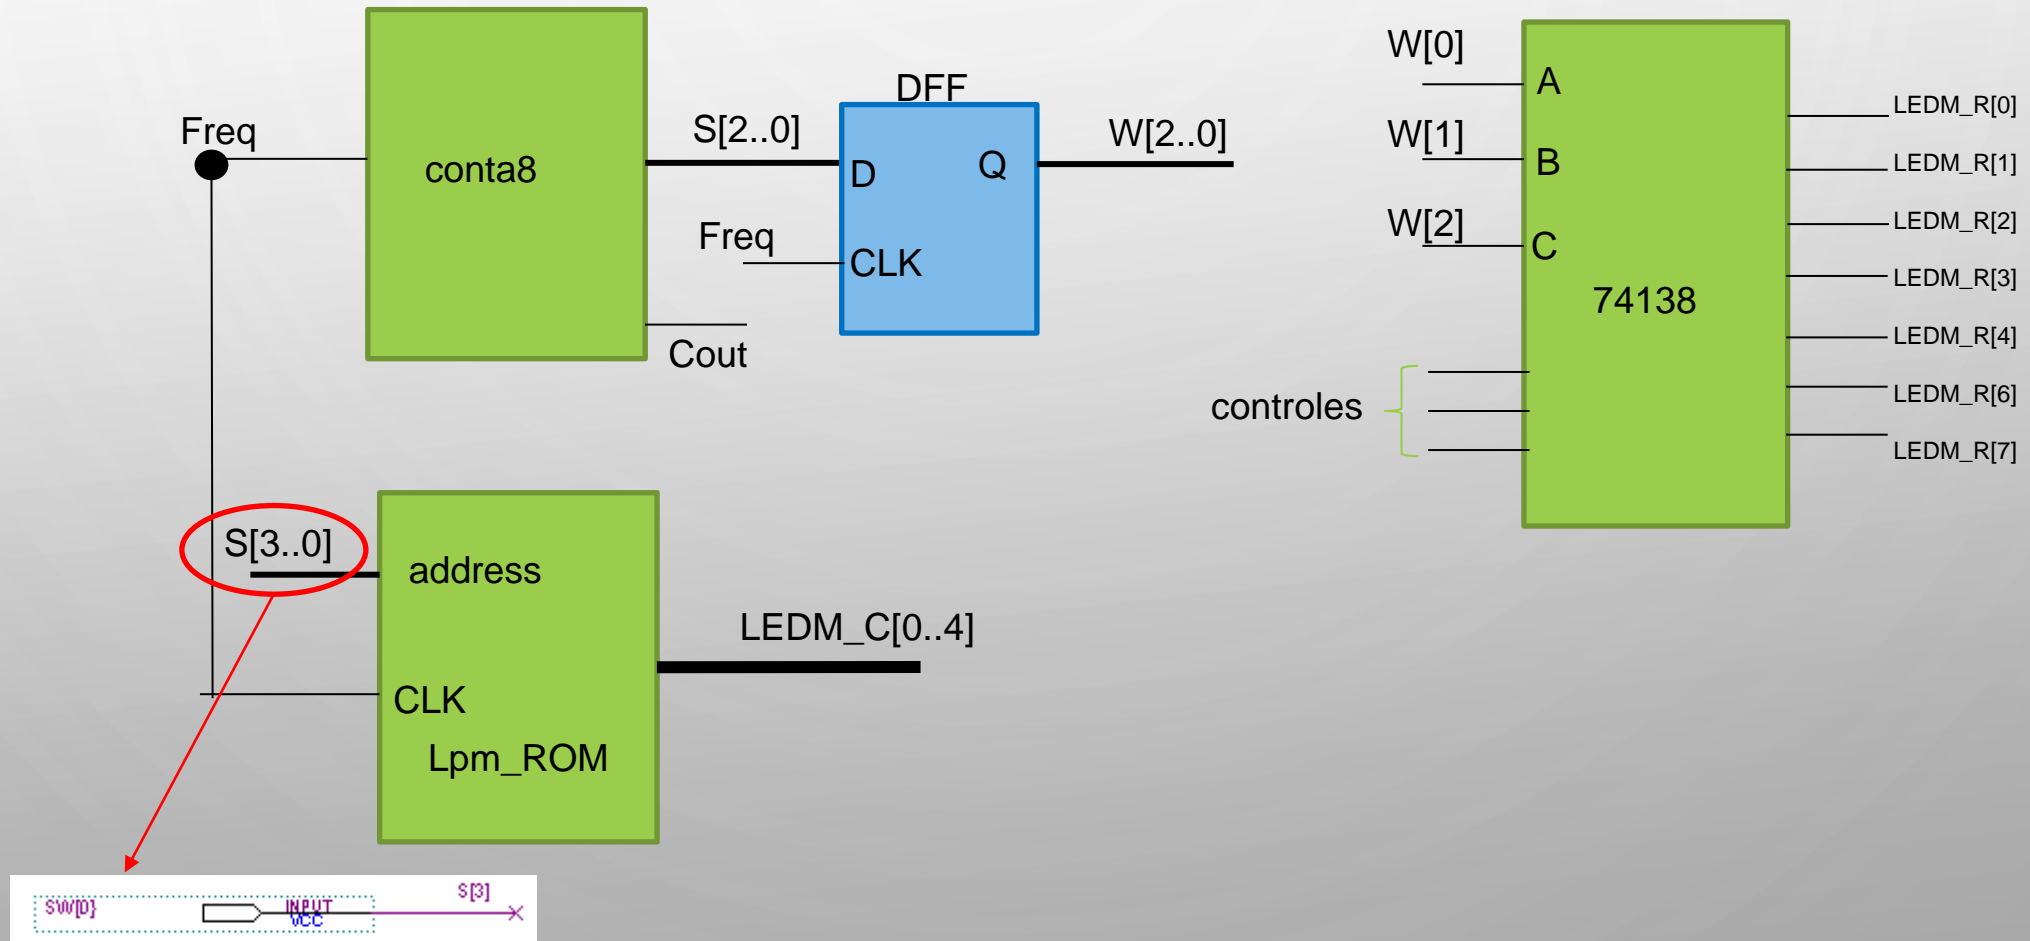 Freq
conta8
S[2..0]
Cout
DFF
D
Q
Freq
CLK
W[2..0]
W[0]
A
W[1]
B
W[2]
C
74138
controles
LEDM_R[0]
LEDM_R[1]
LEDM_R[2]
LEDM_R[3]
LEDM_R[4]
LEDM_R[6]
LEDM_R[7]
S[3..0]
address
LEDM_C[0..4]
CLK
Lpm_ROM
SW[0]
INPUT
VCC
S[3]